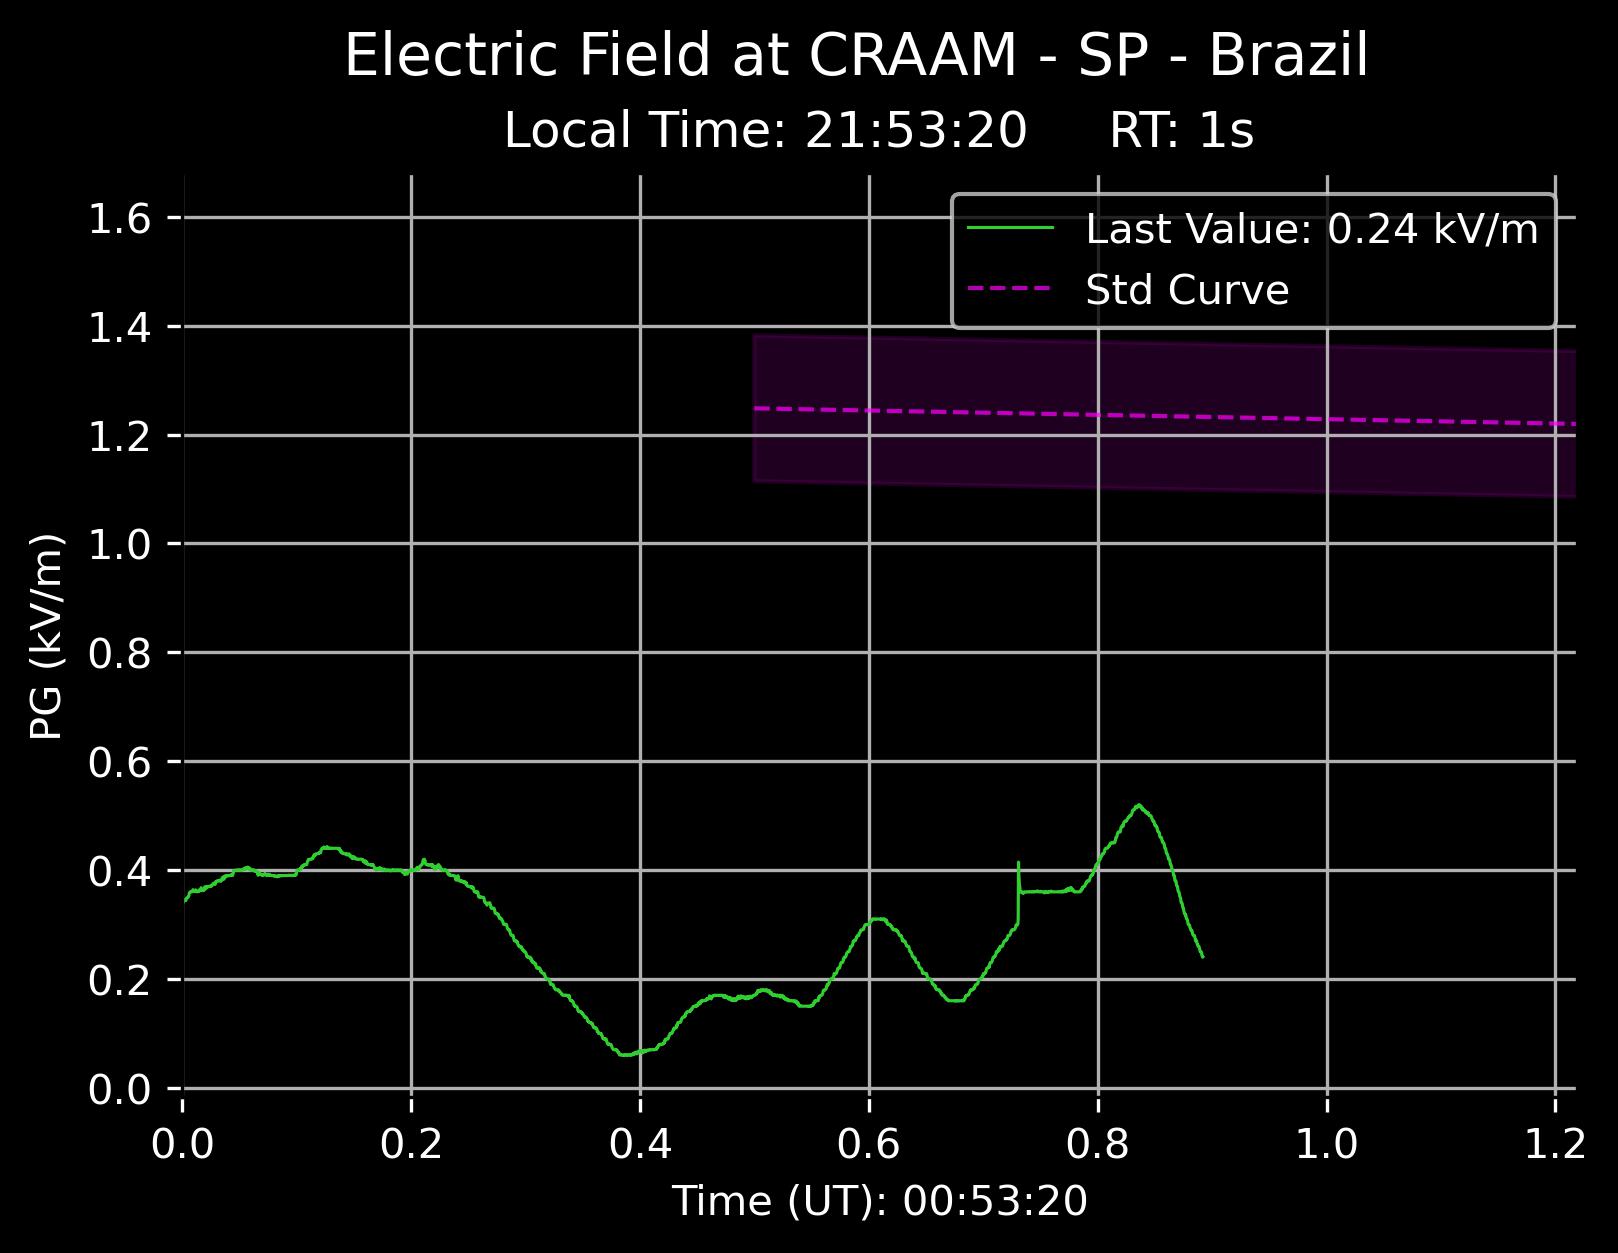 Electric Field at CRAAM - SP - Brazil
Local Time: 21:53:20 RT: 1s
Last Value: 0.24 kV/m
Std Curve
PG (kV/m)
1.6
1.4
1.2
1.0
0.8
0.6
0.4
0.2
0.0
0.0 0.2 0.4 0.6 0.8 1.0 1.2
Time (UT): 00:53:20